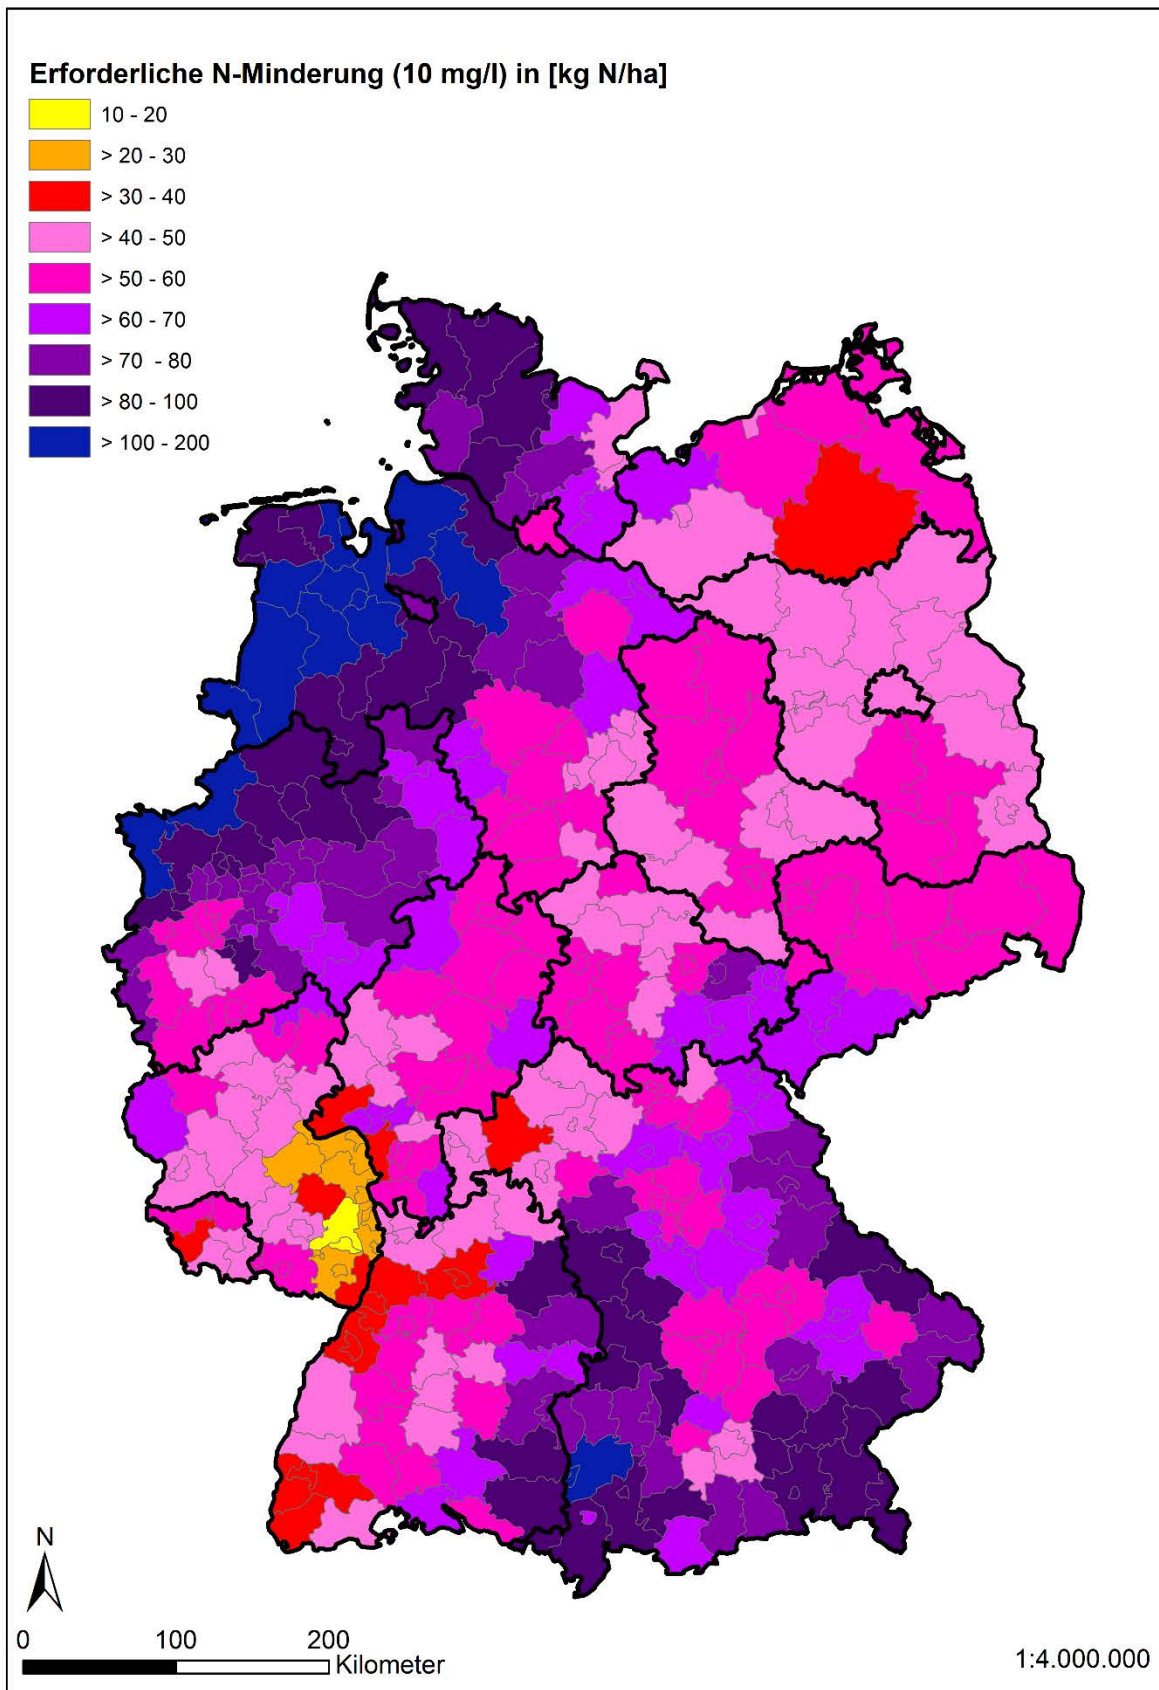 Erforderliche N-Minderung (10 mg/l) in [kg N/ha]
10 - 20
> 20 - 30
> 30 - 40
> 40 - 50
> 50 - 60
> 60 - 70
> 70 - 80
> 80 - 100
> 100 - 200
N
0 100 200
Kilometer
1:4.000.000